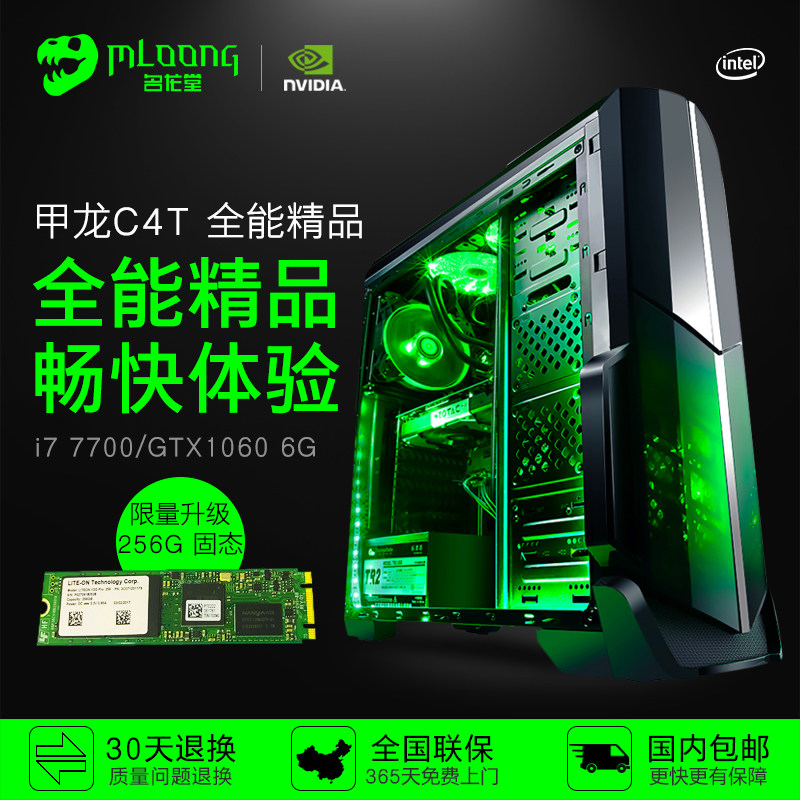 mLoong
名龙堂
NVIDIA.
intel
甲龙C4T 全能精品
全能精品
畅快体验
i7 7700/GTX1060 6G
限量升级
256G 固态
LITE-ON Technology Corp.
ZOTAC
TR2
30天退换
质量问题退换
全国联保
365天免费上门
国内包邮
更快更有保障